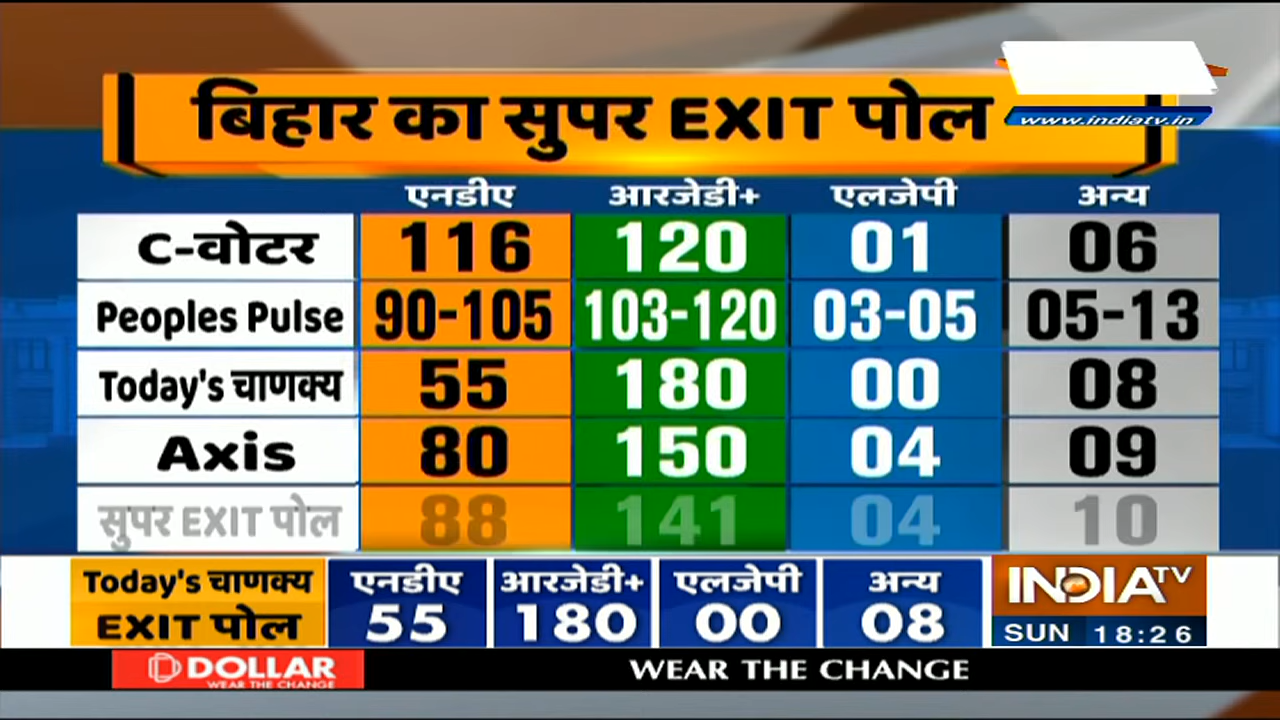 बिहार का सुपर EXIT पोल
www.indiatv.in
एनडीए आरजेडी+ एलजेपी अन्य
C-वोटर 116 120 01 06
Peoples Pulse 90-105 103-120 03-05 05-13
Today's चाणक्य 55 180 00 08
Axis 80 150 04 09
सुपर EXIT पोल 88 141 04 10
Today's चाणक्य एनडीए आरजेडी+ एलजेपी अन्य
EXIT पोल 55 180 00 08
INDIA TV
SUN 18:26
DOLLAR
WEAR THE CHANGE
WEAR THE CHANGE